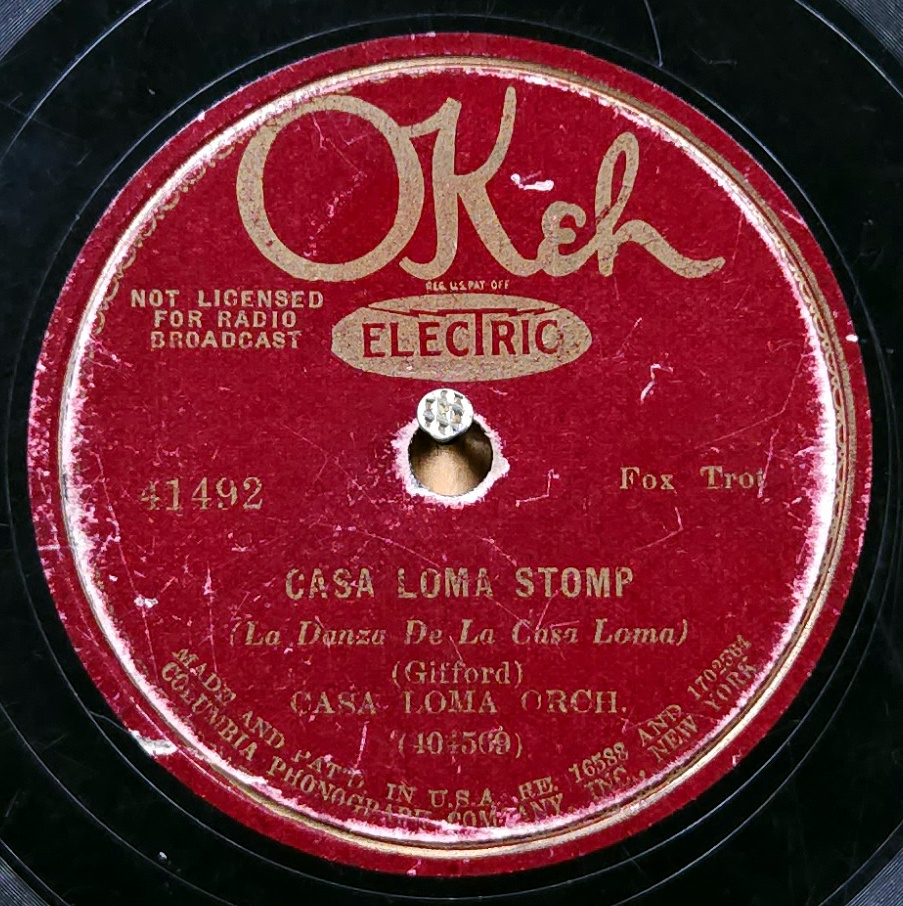 OKeh
REG. U.S. PAT. OFF
NOT LICENSED
FOR RADIO
BROADCAST
ELECTRIC
41492
Fox Trot
CASA LOMA STOMP
(La Danza De La Casa Loma)
(Gifford)
CASA LOMA ORCH.
(404569)
MADE AND PAT'D. IN U.S.A. RE. 16588 AND 1702564
COLUMBIA PHONOGRAPH COMPANY, INC., NEW YORK